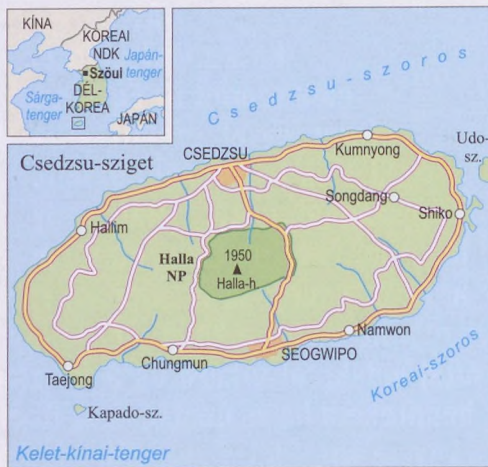 KÍNA
KOREAI
NDK
Japán-
tenger
Szöul
DÉL-
KOREA
Sárga-
tenger
JAPÁN
Csedzsu-szoros
Csedzsu-sziget
CSEDZSU
Kumnyong
Udo-
sz.
Songdang
Shiko
Hallim
Halla
NP
1950
Halla-h.
Namwon
Chungmun
SEOGWIPO
Taejong
Koreai-szoros
Kapado-sz.
Kelet-kínai-tenger